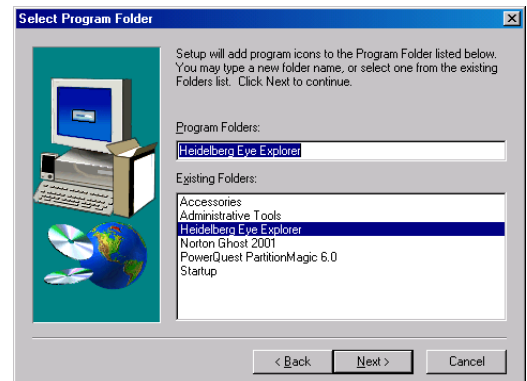 Select Program Folder
Setup will add program icons to the Program Folder listed below.
You may type a new folder name, or select one from the existing
Folders list. Click Next to continue.
Program Folders:
Heidelberg Eye Explorer
Existing Folders:
Accessories
Administrative Tools
Heidelberg Eye Explorer
Norton Ghost 2001
PowerQuest PartitionMagic 6.0
Startup
< Back
Next >
Cancel